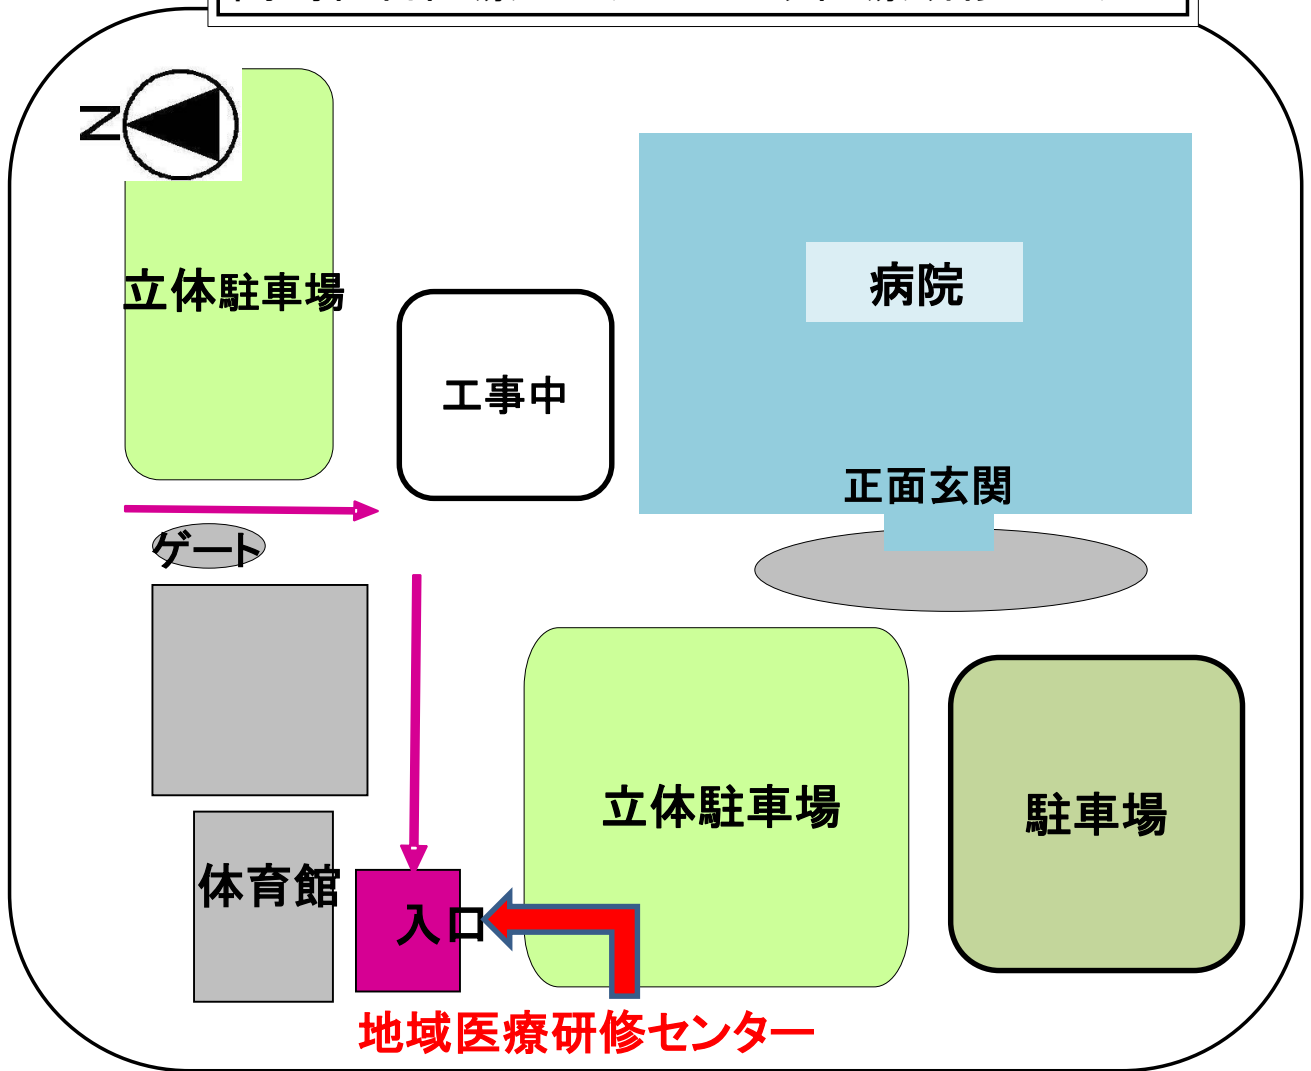 N
立体駐車場
病院
工事中
正面玄関
ゲート
立体駐車場
駐車場
体育館
入口
地域医療研修センター